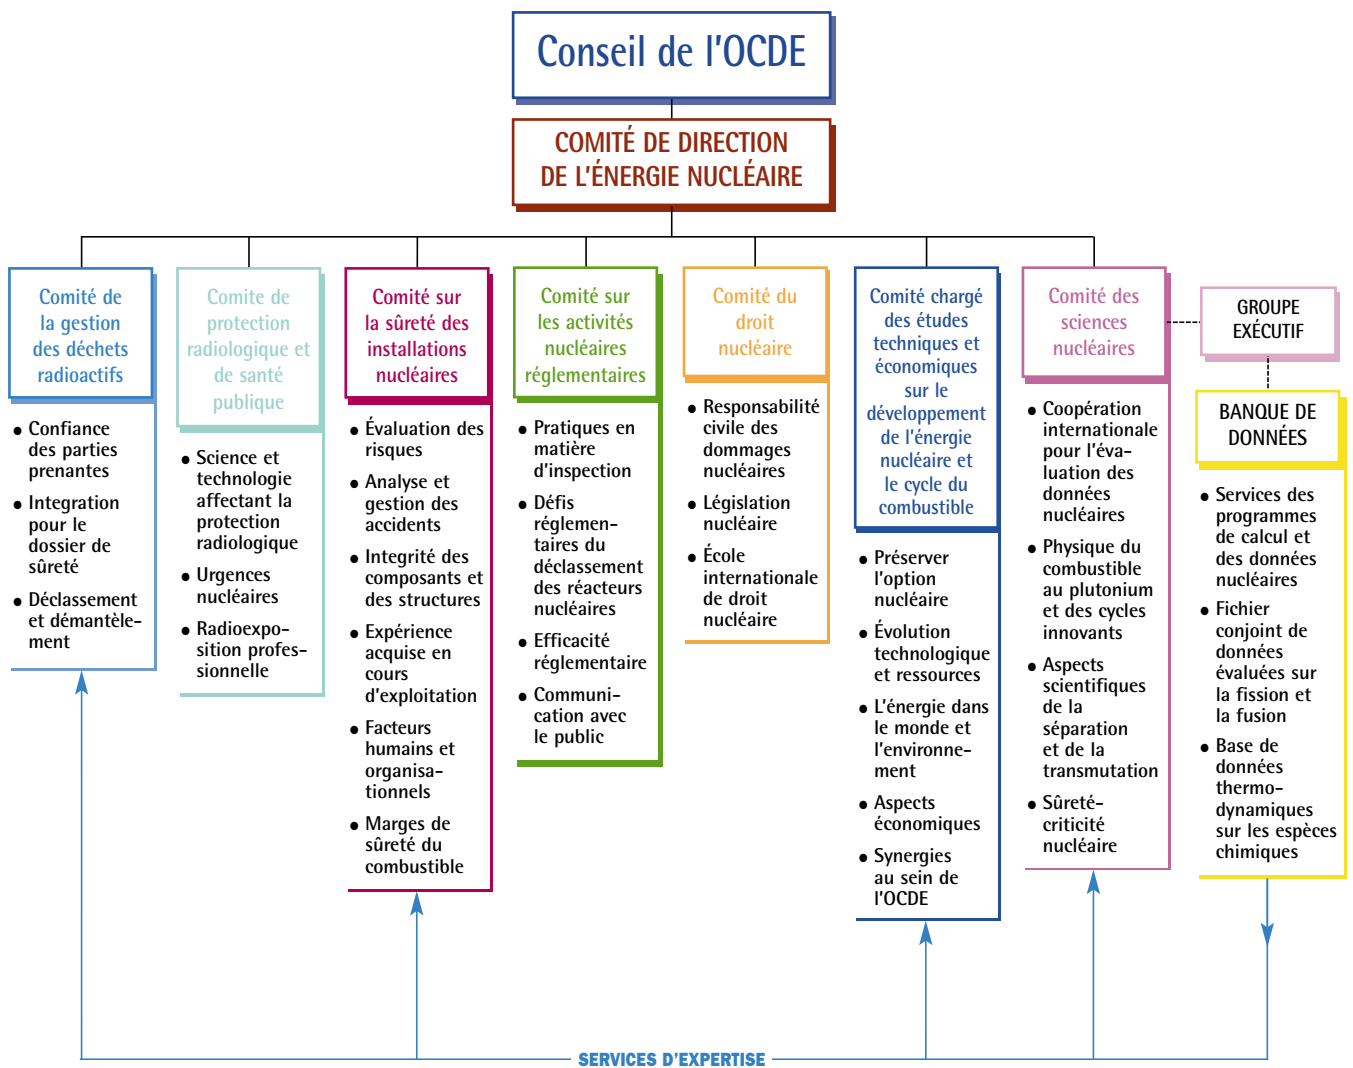 Conseil de l'OCDE
COMITÉ DE DIRECTION
DE L'ÉNERGIE NUCLÉAIRE
Comité de
la gestion
des déchets
radioactifs
• Confiance
des parties
prenantes
• Integration
pour le
dossier de
sûreté
• Déclassement
et démantèle-
ment
Comite de
protection
radiologique et
de santé
publique
• Science et
technologie
affectant la
protection
radiologique
• Urgences
nucléaires
• Radioexpo-
sition profes-
sionnelle
Comité sur
la sûreté des
installations
nucléaires
• Évaluation des
risques
• Analyse et
gestion des
accidents
• Integrité des
composants et
des structures
• Expérience
acquise en
cours
d'exploitation
• Facteurs
humains et
organisa-
tionnels
• Marges de
sûreté du
combustible
Comité sur
les activités
nucléaires
réglementaires
• Pratiques en
matière
d'inspection
• Défis
réglemen-
taires du
déclassement
des réacteurs
nucléaires
• Efficacité
réglementaire
• Communi-
cation avec
le public
Comité du
droit
nucléaire
• Responsabilité
civile des
dommages
nucléaires
• Législation
nucléaire
• École
internationale
de droit
nucléaire
Comité chargé
des études
techniques et
économiques
sur le
développement
de l'énergie
nucléaire et
le cycle du
combustible
• Préserver
l'option
nucléaire
• Évolution
technologique
et ressources
• L'énergie dans
le monde et
l'environne-
ment
• Aspects
économiques
• Synergies
au sein de
l'OCDE
Comité des
sciences
nucléaires
• Coopération
internationale
pour l'éva-
luation des
données
nucléaires
• Physique du
combustible
au plutonium
et des cycles
innovants
• Aspects
scientifiques
de la
séparation
et de la
transmutation
• Sûreté-
criticité
nucléaire
GROUPE
EXÉCUTIF
BANQUE DE
DONNÉES
• Services des
programmes
de calcul et
des données
nucléaires
• Fichier
conjoint de
données
évaluées sur
la fission et
la fusion
• Base de
données
thermo-
dynamiques
sur les espèces
chimiques
SERVICES D'EXPERTISE